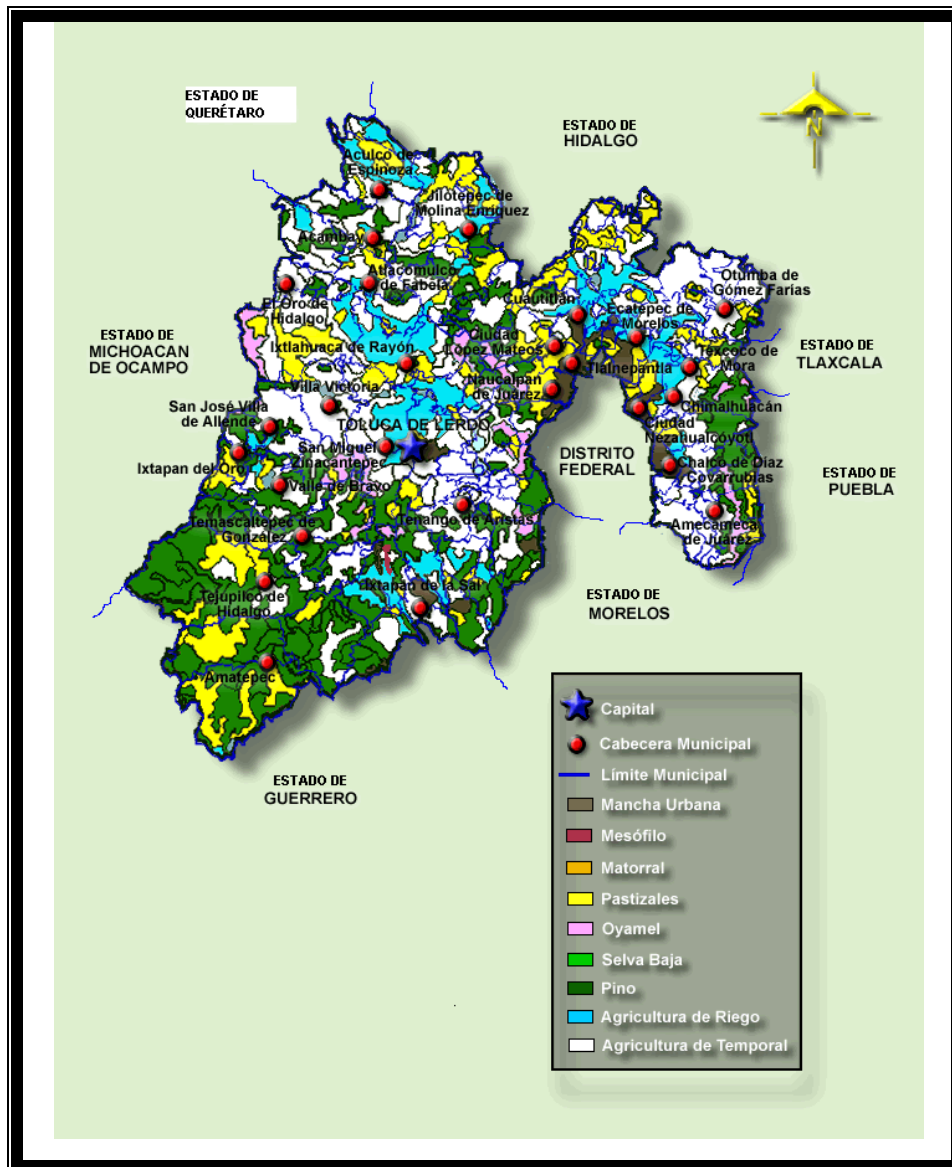 ESTADO DE
QUERÉTARO
ESTADO DE
HIDALGO
N
Aculco de
Espinoza
Jilotepec de
Molina Enríquez
Acambay
Atlacomulco
de Fabela
El Oro de
Hidalgo
Cuautitlán
Otumba de
Gómez Farías
Ecatepec de
Morelos
ESTADO DE
MICHOACAN
DE OCAMPO
Ixtlahuaca de Rayón
Ciudad
López Mateos
Texcoco de
Mora
ESTADO DE
TLAXCALA
Tlalnepantla
Villa Victoria
Naucalpan
de Juárez
San José Villa
de Allende
Chimalhuacán
TOLUCA DE LERDO
Ciudad
Nezahualcóyotl
Ixtapan del Oro
San Miguel
Zinacantepec
DISTRITO
FEDERAL
Chalco de Díaz
Covarrubias
ESTADO DE
PUEBLA
Valle de Bravo
Temascaltepec de
González
Tenango de Aristas
Amecameca
de Juárez
Tejupilco de
Hidalgo
Ixtapan de la Sal
ESTADO DE
MORELOS
Amatepec
ESTADO DE
GUERRERO
Capital
Cabecera Municipal
Límite Municipal
Mancha Urbana
Mesófilo
Matorral
Pastizales
Oyamel
Selva Baja
Pino
Agricultura de Riego
Agricultura de Temporal